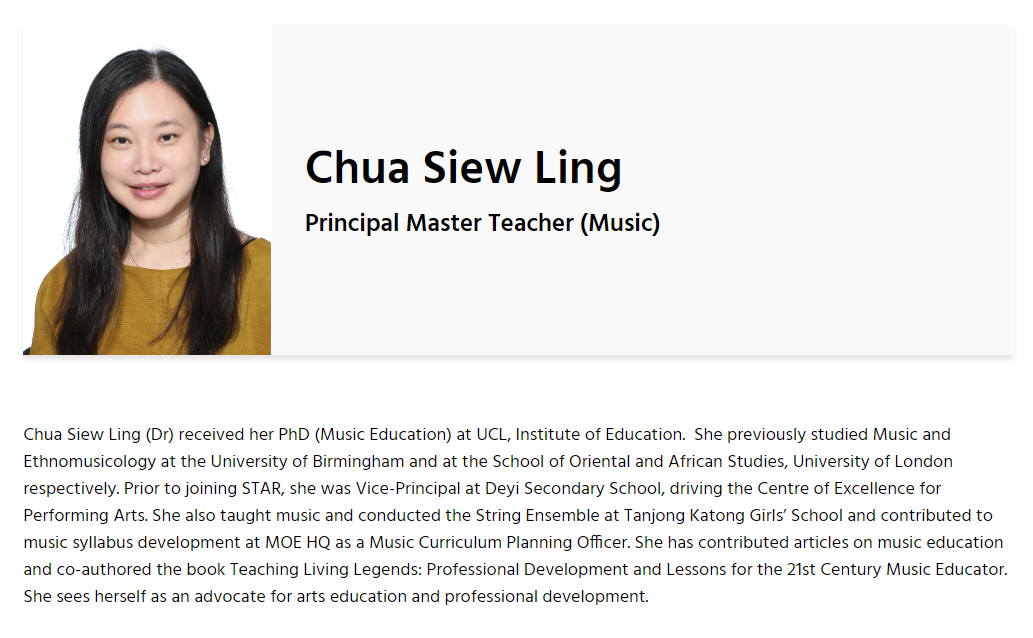 Chua Siew Ling
Principal Master Teacher (Music)
Chua Siew Ling (Dr) received her PhD (Music Education) at UCL, Institute of Education.  She previously studied Music and
Ethnomusicology at the University of Birmingham and at the School of Oriental and African Studies, University of London
respectively. Prior to joining STAR, she was Vice-Principal at Deyi Secondary School, driving the Centre of Excellence for
Performing Arts. She also taught music and conducted the String Ensemble at Tanjong Katong Girls’ School and contributed to
music syllabus development at MOE HQ as a Music Curriculum Planning Officer. She has contributed articles on music education
and co-authored the book Teaching Living Legends: Professional Development and Lessons for the 21st Century Music Educator.
She sees herself as an advocate for arts education and professional development.